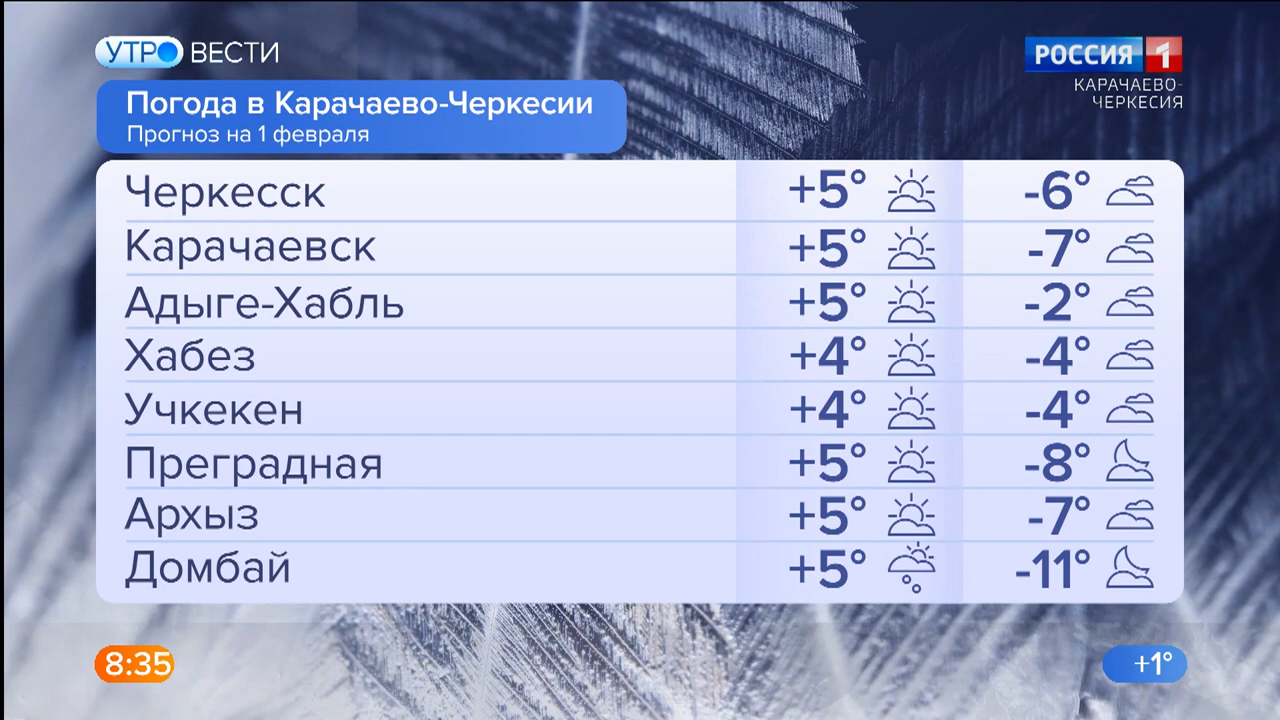 УТРО ВЕСТИ
РОССИЯ 1
КАРАЧАЕВО-
ЧЕРКЕСИЯ
Погода в Карачаево-Черкесии
Прогноз на 1 февраля
Черкесск +5° -6°
Карачаевск +5° -7°
Адыге-Хабль +5° -2°
Хабез +4° -4°
Учкекен +4° -4°
Преградная +5° -8°
Архыз +5° -7°
Домбай +5° -11°
8:35 +1°